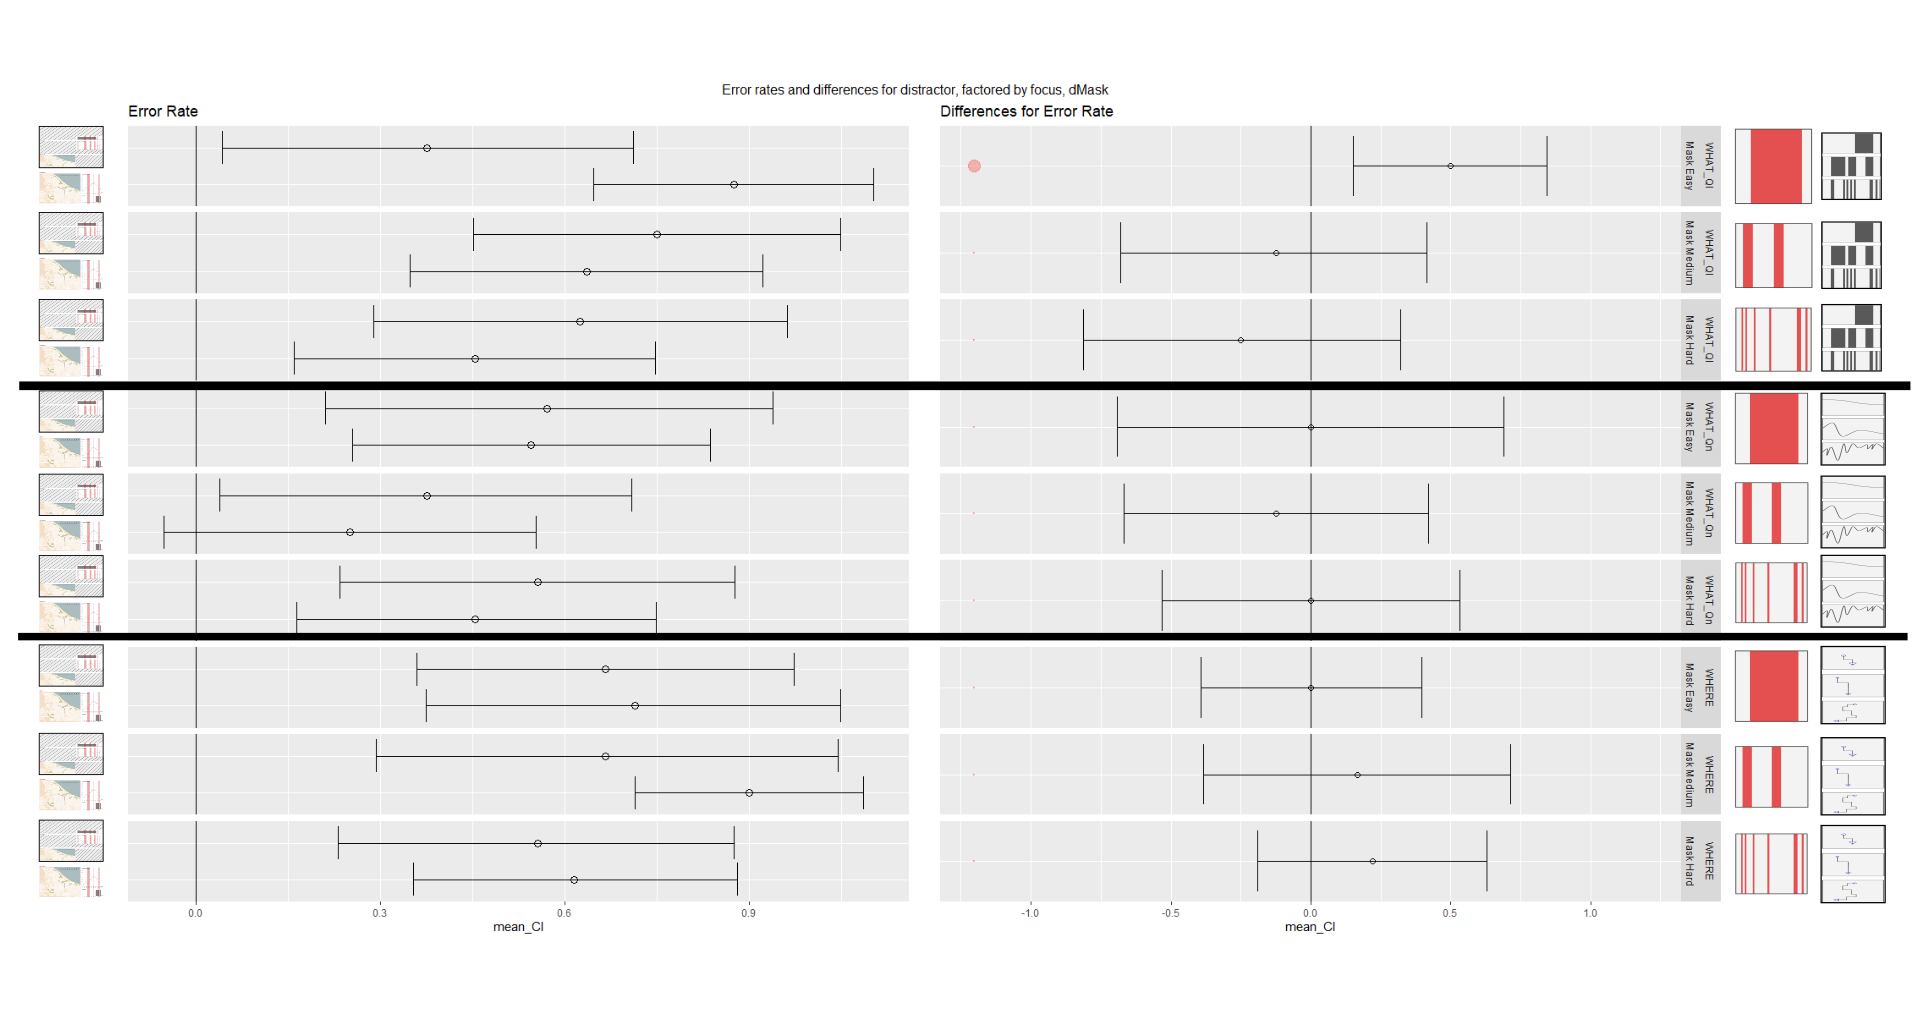 Error rates and differences for distractor, factored by focus, dMask
Error Rate
Differences for Error Rate
WHAT_Ql
Mask Easy
WHAT_Ql
Mask Medium
WHAT_Ql
Mask Hard
WHAT_Qn
Mask Easy
WHAT_Qn
Mask Medium
WHAT_Qn
Mask Hard
WHERE
Mask Easy
WHERE
Mask Medium
WHERE
Mask Hard
0.0 0.3 0.6 0.9
-1.0 -0.5 0.0 0.5 1.0
mean_CI
mean_CI